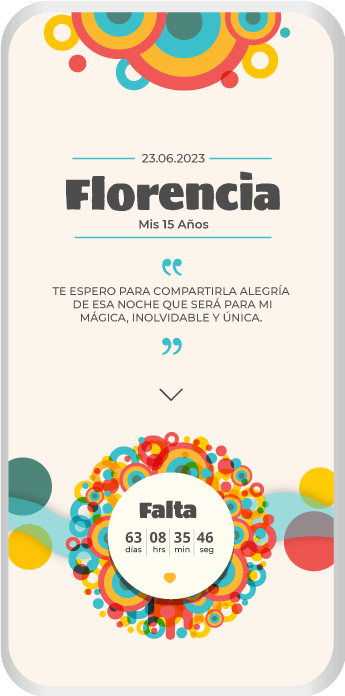 23.06.2023
Florencia
Mis 15 Años
“
TE ESPERO PARA COMPARTIRLA ALEGRÍA
DE ESA NOCHE QUE SERÁ PARA MI
MÁGICA, INOLVIDABLE Y ÚNICA.
”
Falta
63 08 35 46
días hrs min seg